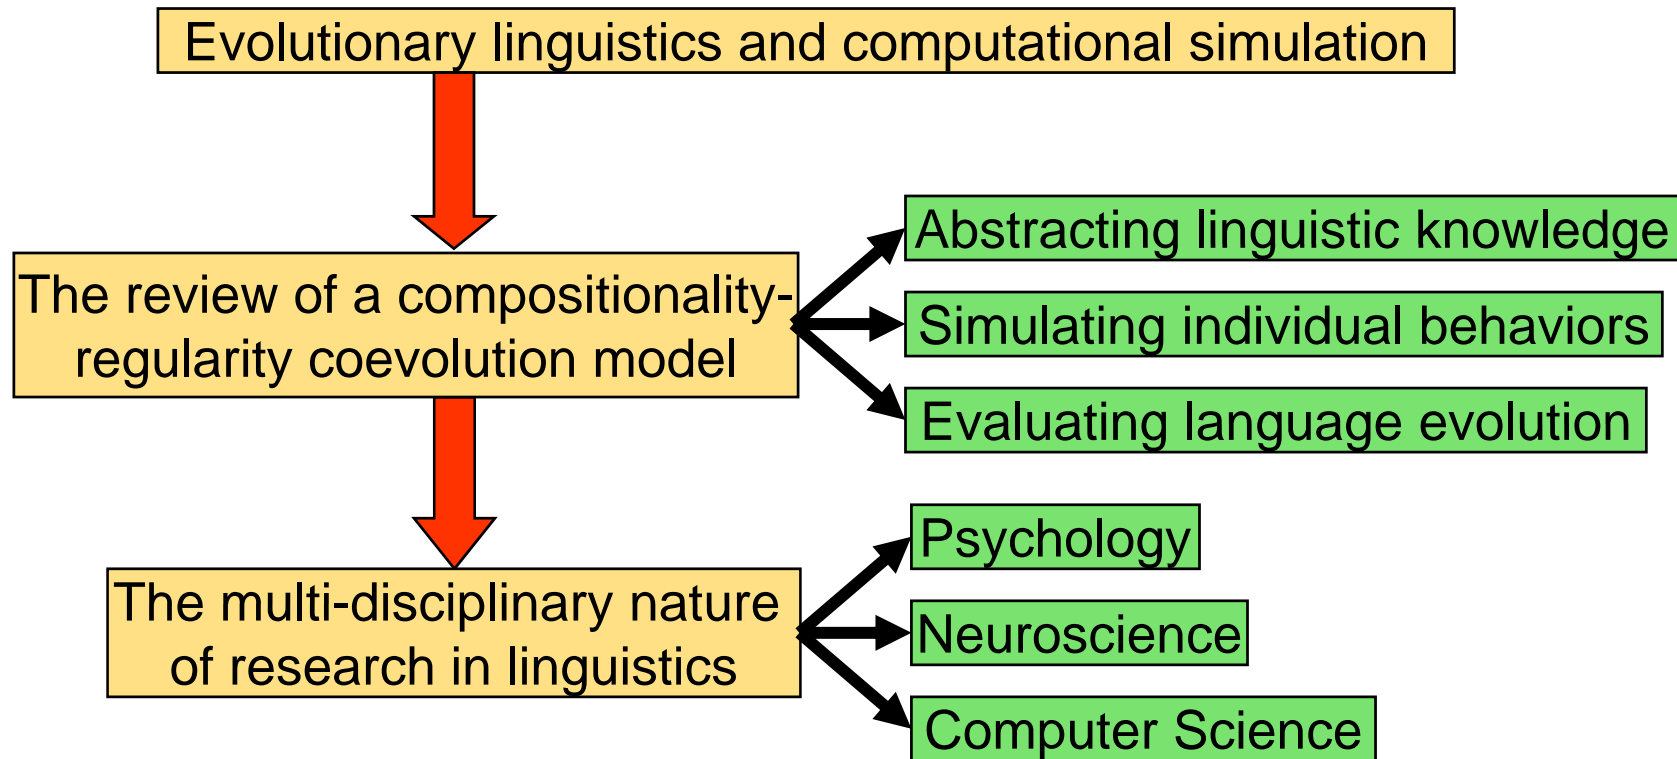 Evolutionary linguistics and computational simulation
The review of a compositionality-
regularity coevolution model
Abstracting linguistic knowledge
Simulating individual behaviors
Evaluating language evolution
The multi-disciplinary nature
of research in linguistics
Psychology
Neuroscience
Computer Science